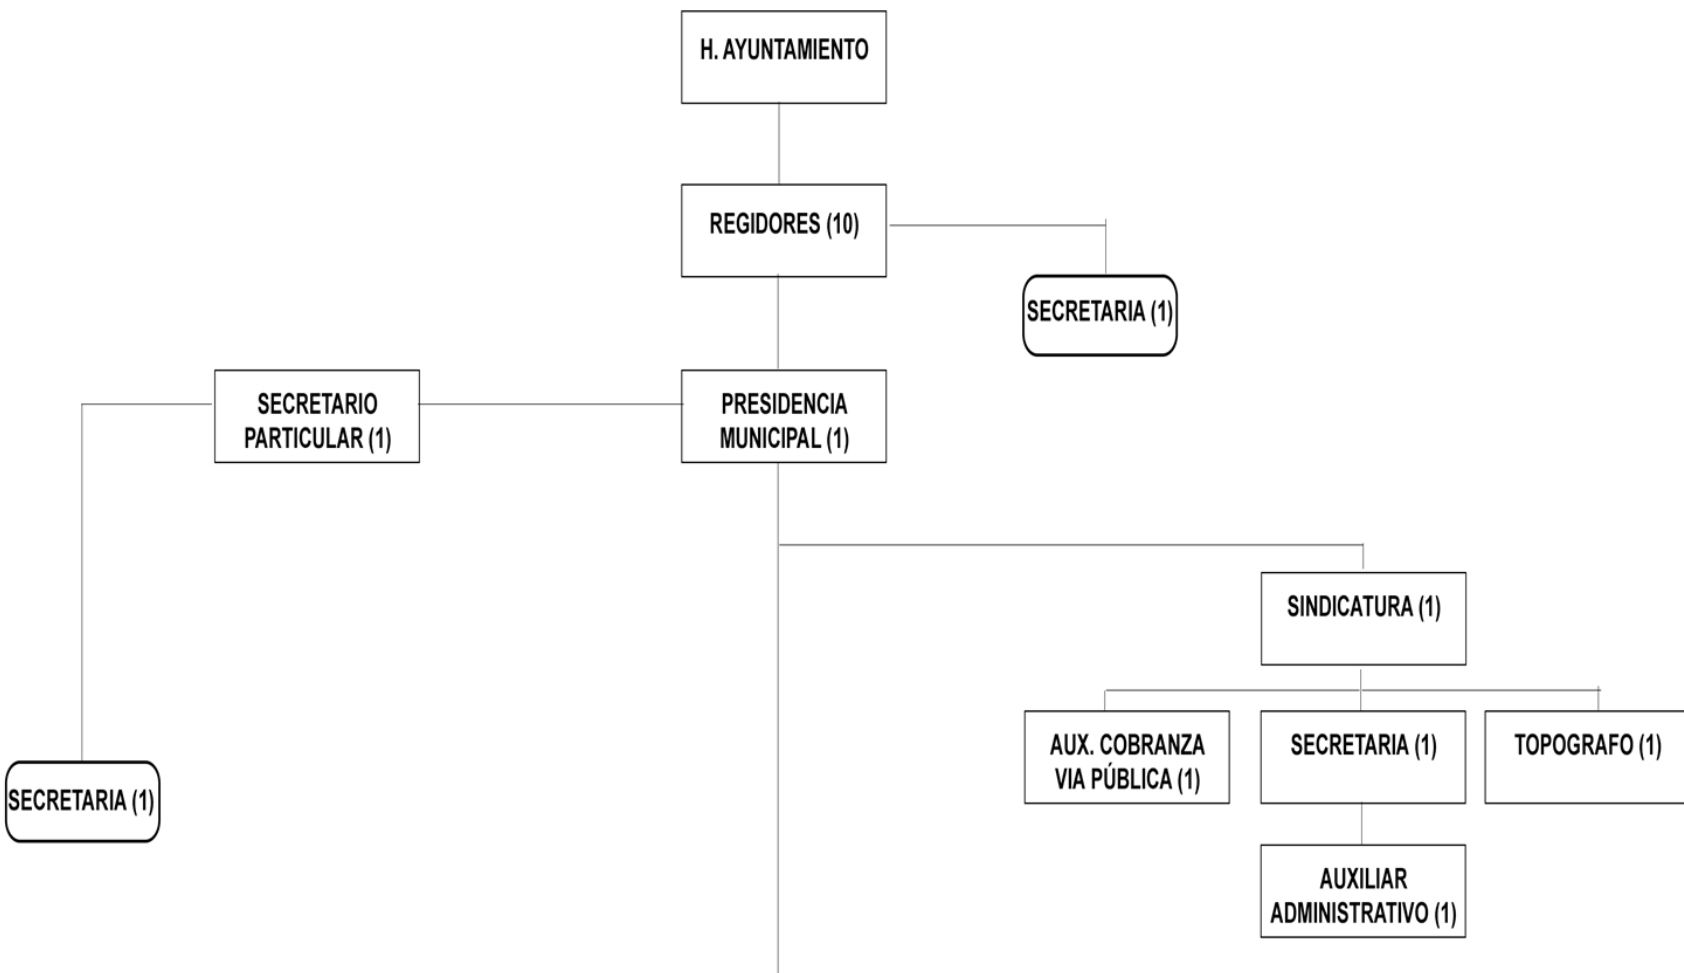 H. AYUNTAMIENTO
REGIDORES (10)
SECRETARIA (1)
SECRETARIO
PARTICULAR (1)
PRESIDENCIA
MUNICIPAL (1)
SINDICATURA (1)
AUX. COBRANZA
VIA PÚBLICA (1)
SECRETARIA (1)
TOPOGRAFO (1)
SECRETARIA (1)
AUXILIAR
ADMINISTRATIVO (1)